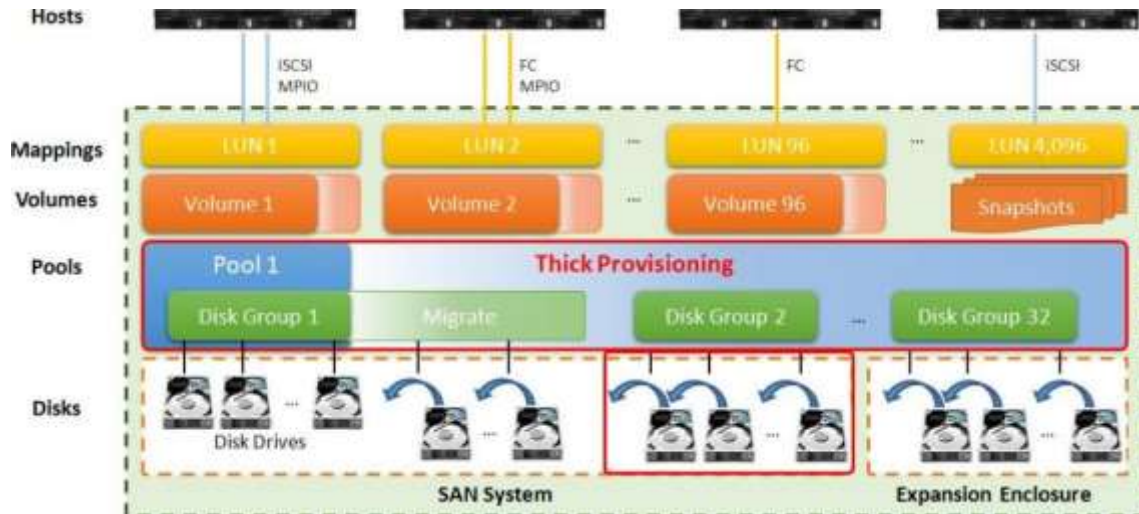 Hosts
iSCSI
MPIO
FC
MPIO
FC
iSCSI
Mappings
LUN 1
LUN 2
...
LUN 96
...
LUN 4,096
Volumes
Volume 1
Volume 2
...
Volume 96
Snapshots
Pools
Pool 1
Thick Provisioning
Disk Group 1
Migrate
Disk Group 2
...
Disk Group 32
Disks
...
...
...
...
Disk Drives
SAN System
Expansion Enclosure